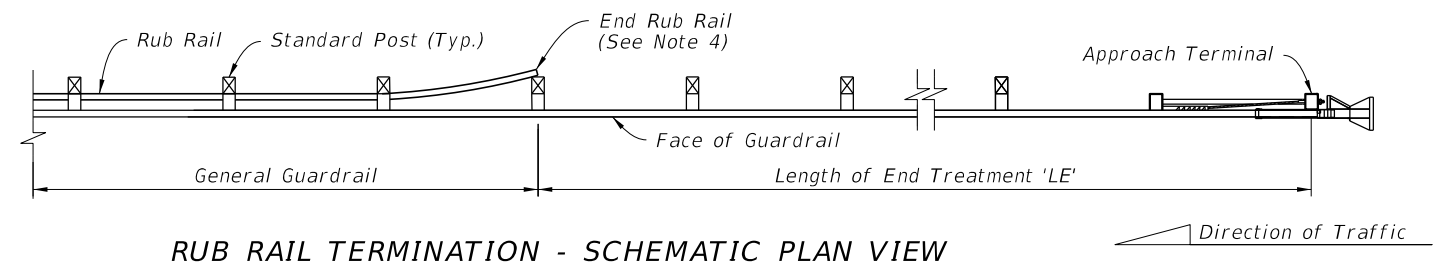 End Rub Rail
(See Note 4)
Rub Rail
Standard Post (Typ.)
Approach Terminal
Face of Guardrail
General Guardrail
Length of End Treatment 'LE'
Direction of Traffic
RUB RAIL TERMINATION - SCHEMATIC PLAN VIEW